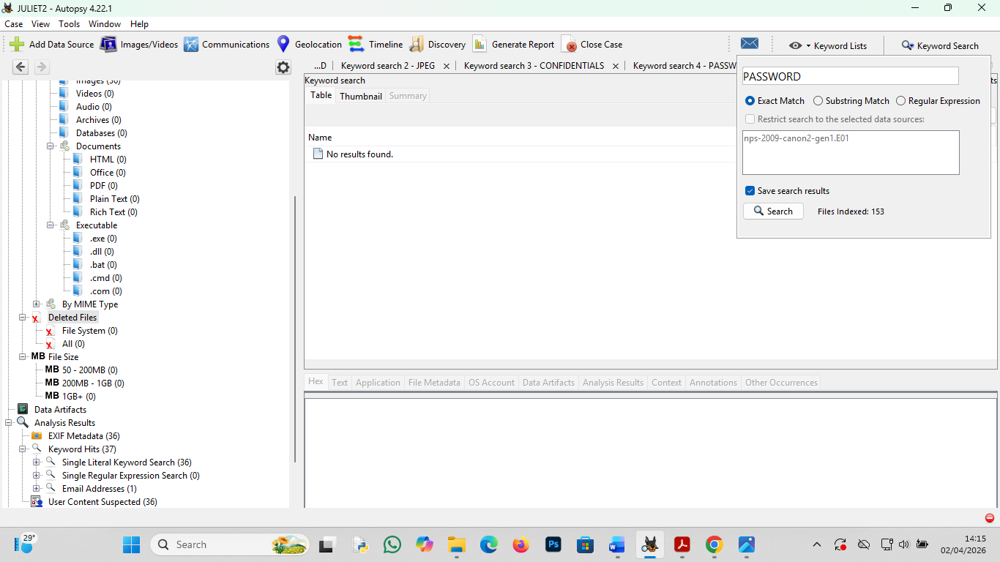 JULIET2 - Autopsy 4.22.1
Case View Tools Window Help
Add Data Source Images/Videos Communications Geolocation Timeline Discovery Generate Report Close Case Keyword Lists Keyword Search
...D Keyword search 2 - JPEG Keyword search 3 - CONFIDENTIALS Keyword search 4 - PASSW
Keyword search
Table Thumbnail Summary
Name
No results found.
PASSWORD
Exact Match Substring Match Regular Expression
Restrict search to the selected data sources:
nps-2009-canon2-gen1.E01
Save search results
Search Files Indexed: 153
Videos (0)
Audio (0)
Archives (0)
Databases (0)
Documents
HTML (0)
Office (0)
PDF (0)
Plain Text (0)
Rich Text (0)
Executable
.exe (0)
.dll (0)
.bat (0)
.cmd (0)
.com (0)
By MIME Type
Deleted Files
File System (0)
All (0)
MB File Size
MB 50 - 200MB (0)
MB 200MB - 1GB (0)
MB 1GB+ (0)
Data Artifacts
Analysis Results
EXIF Metadata (36)
Keyword Hits (37)
Single Literal Keyword Search (36)
Single Regular Expression Search (0)
Email Addresses (1)
User Content Suspected (36)
Hex Text Application File Metadata OS Account Data Artifacts Analysis Results Context Annotations Other Occurrences
29°
Search
Ps
14:15
02/04/2026